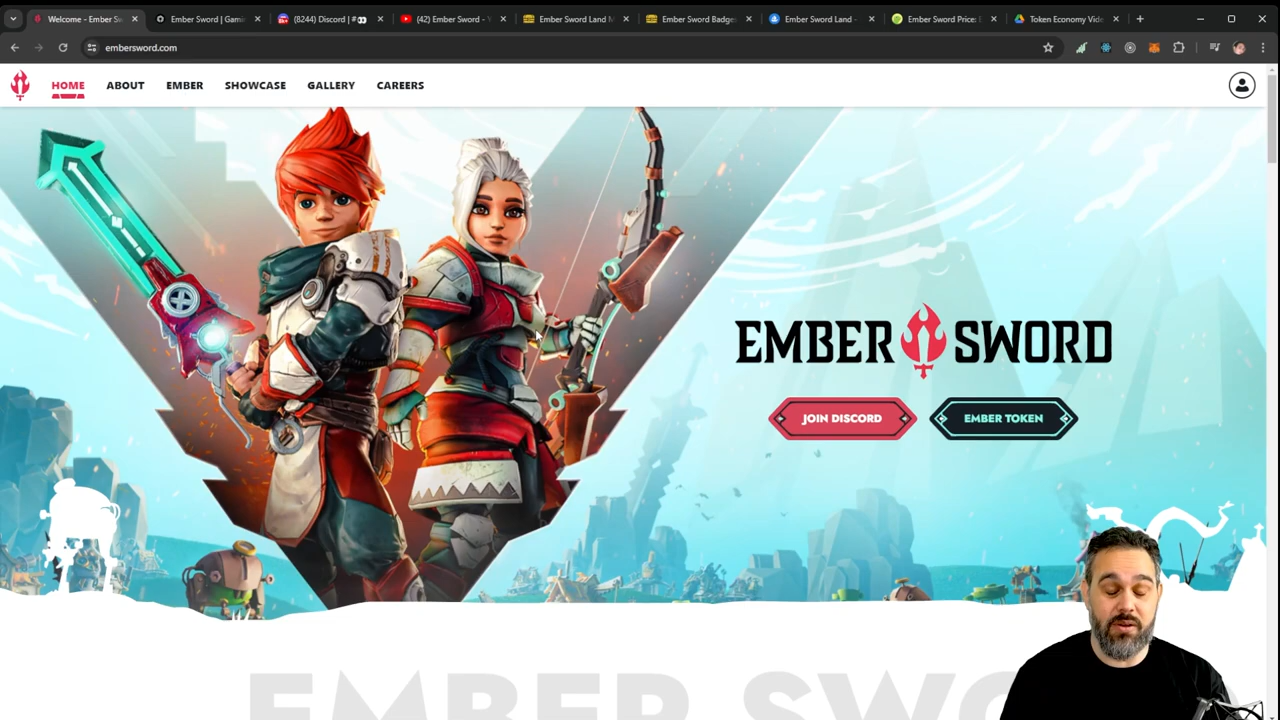 Welcome - Ember S
Ember Sword | Gami
(8244) Discord | #
(42) Ember Sword - Y
Ember Sword Land M
Ember Sword Badge
Ember Sword Land -
Ember Sword Price:
Token Economy Vide
embersword.com
HOME
ABOUT
EMBER
SHOWCASE
GALLERY
CAREERS
EMBER SWORD
JOIN DISCORD
EMBER TOKEN
EMBER SWO